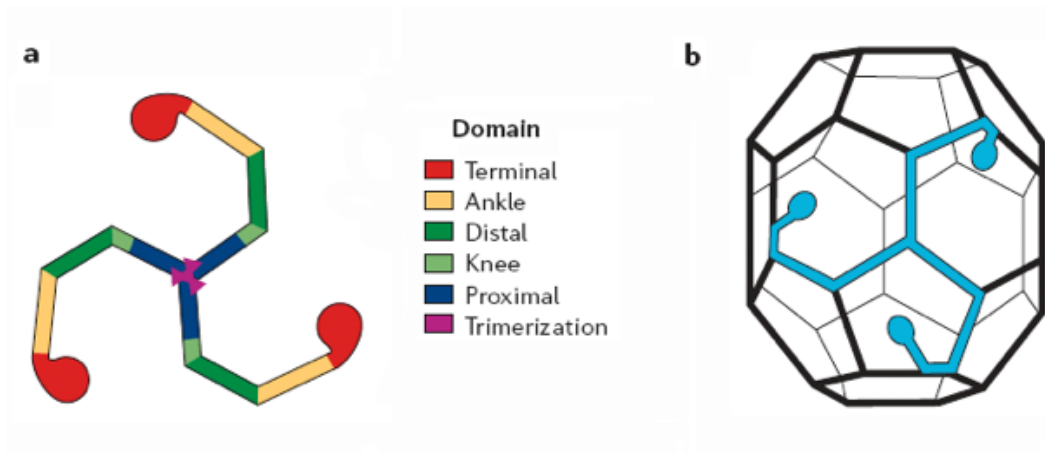 a
b
Domain
Terminal
Ankle
Distal
Knee
Proximal
Trimerization